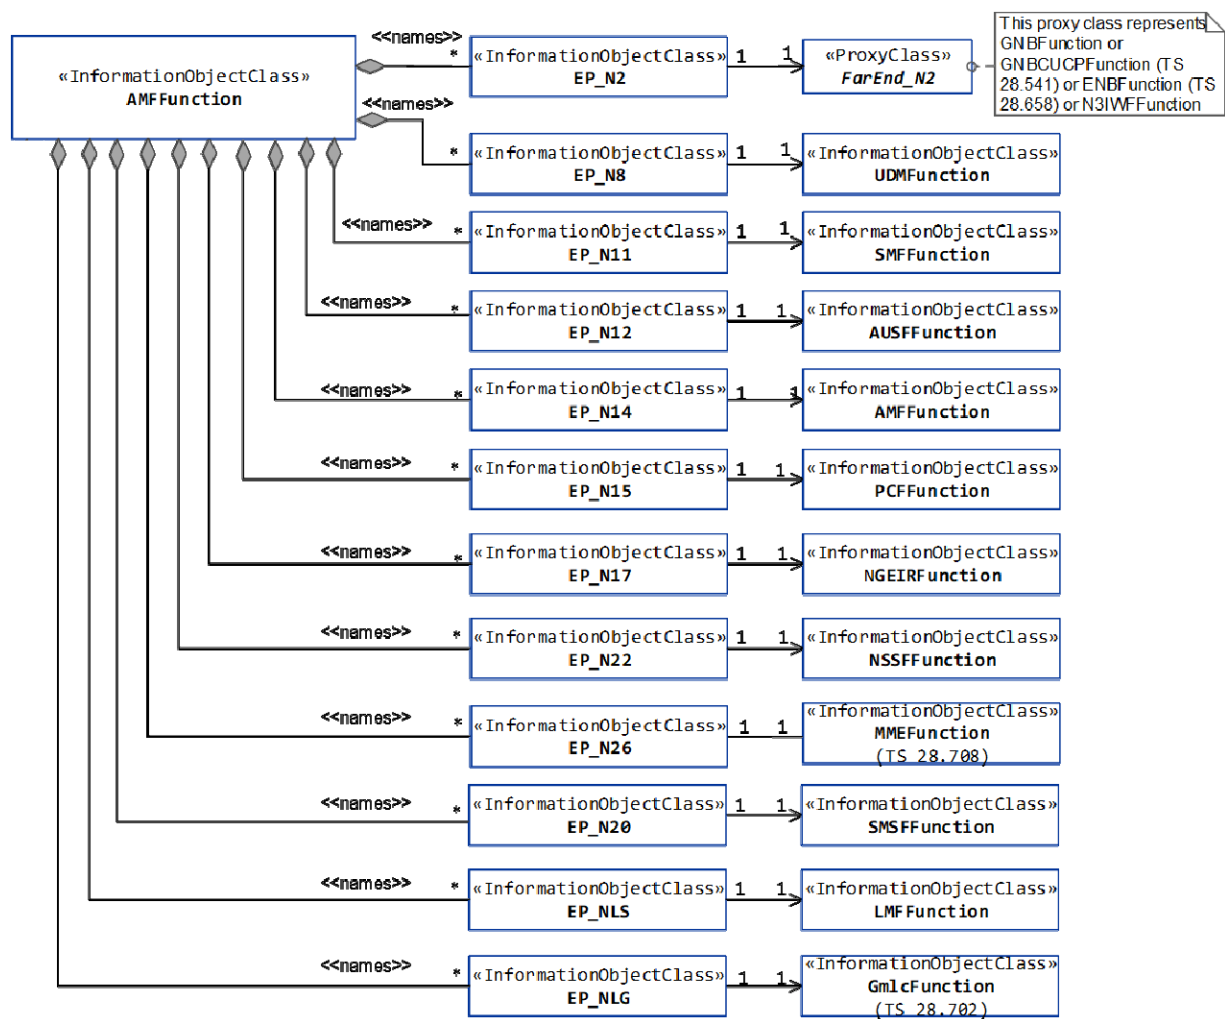 <<names>>
* «InformationObjectClass» 1 1 «ProxyClass»
EP_N2 FarEnd_N2
This proxy class represents
GNBFunction or
GNBCUCPFunction (TS
28.541) or ENBFunction (TS
28.658) or N3IWFFunction
«InformationObjectClass»
AMFFunction
<<names>>
* «InformationObjectClass» 1 1 «InformationObjectClass»
EP_N8 UDMFunction
<<names>> * «InformationObjectClass» 1 1 «InformationObjectClass»
EP_N11 SMFFunction
<<names>> * «InformationObjectClass» 1 1 «InformationObjectClass»
EP_N12 AUSFFunction
<<names>> * «InformationObjectClass» 1 1 «InformationObjectClass»
EP_N14 AMFFunction
<<names>> * «InformationObjectClass» 1 1 «InformationObjectClass»
EP_N15 PCFFunction
<<names>> * «InformationObjectClass» 1 1 «InformationObjectClass»
EP_N17 NGEIRFunction
<<names>> * «InformationObjectClass» 1 1 «InformationObjectClass»
EP_N22 NSSFFunction
<<names>> * «InformationObjectClass» 1 1 «InformationObjectClass»
EP_N26 MMEFunction
(TS 28.708)
<<names>> * «InformationObjectClass» 1 1 «InformationObjectClass»
EP_N20 SMSFFunction
<<names>> * «InformationObjectClass» 1 1 «InformationObjectClass»
EP_NLS LMFFunction
<<names>> * «InformationObjectClass» 1 1 «InformationObjectClass»
EP_NLG GmlcFunction
(TS 28.702)